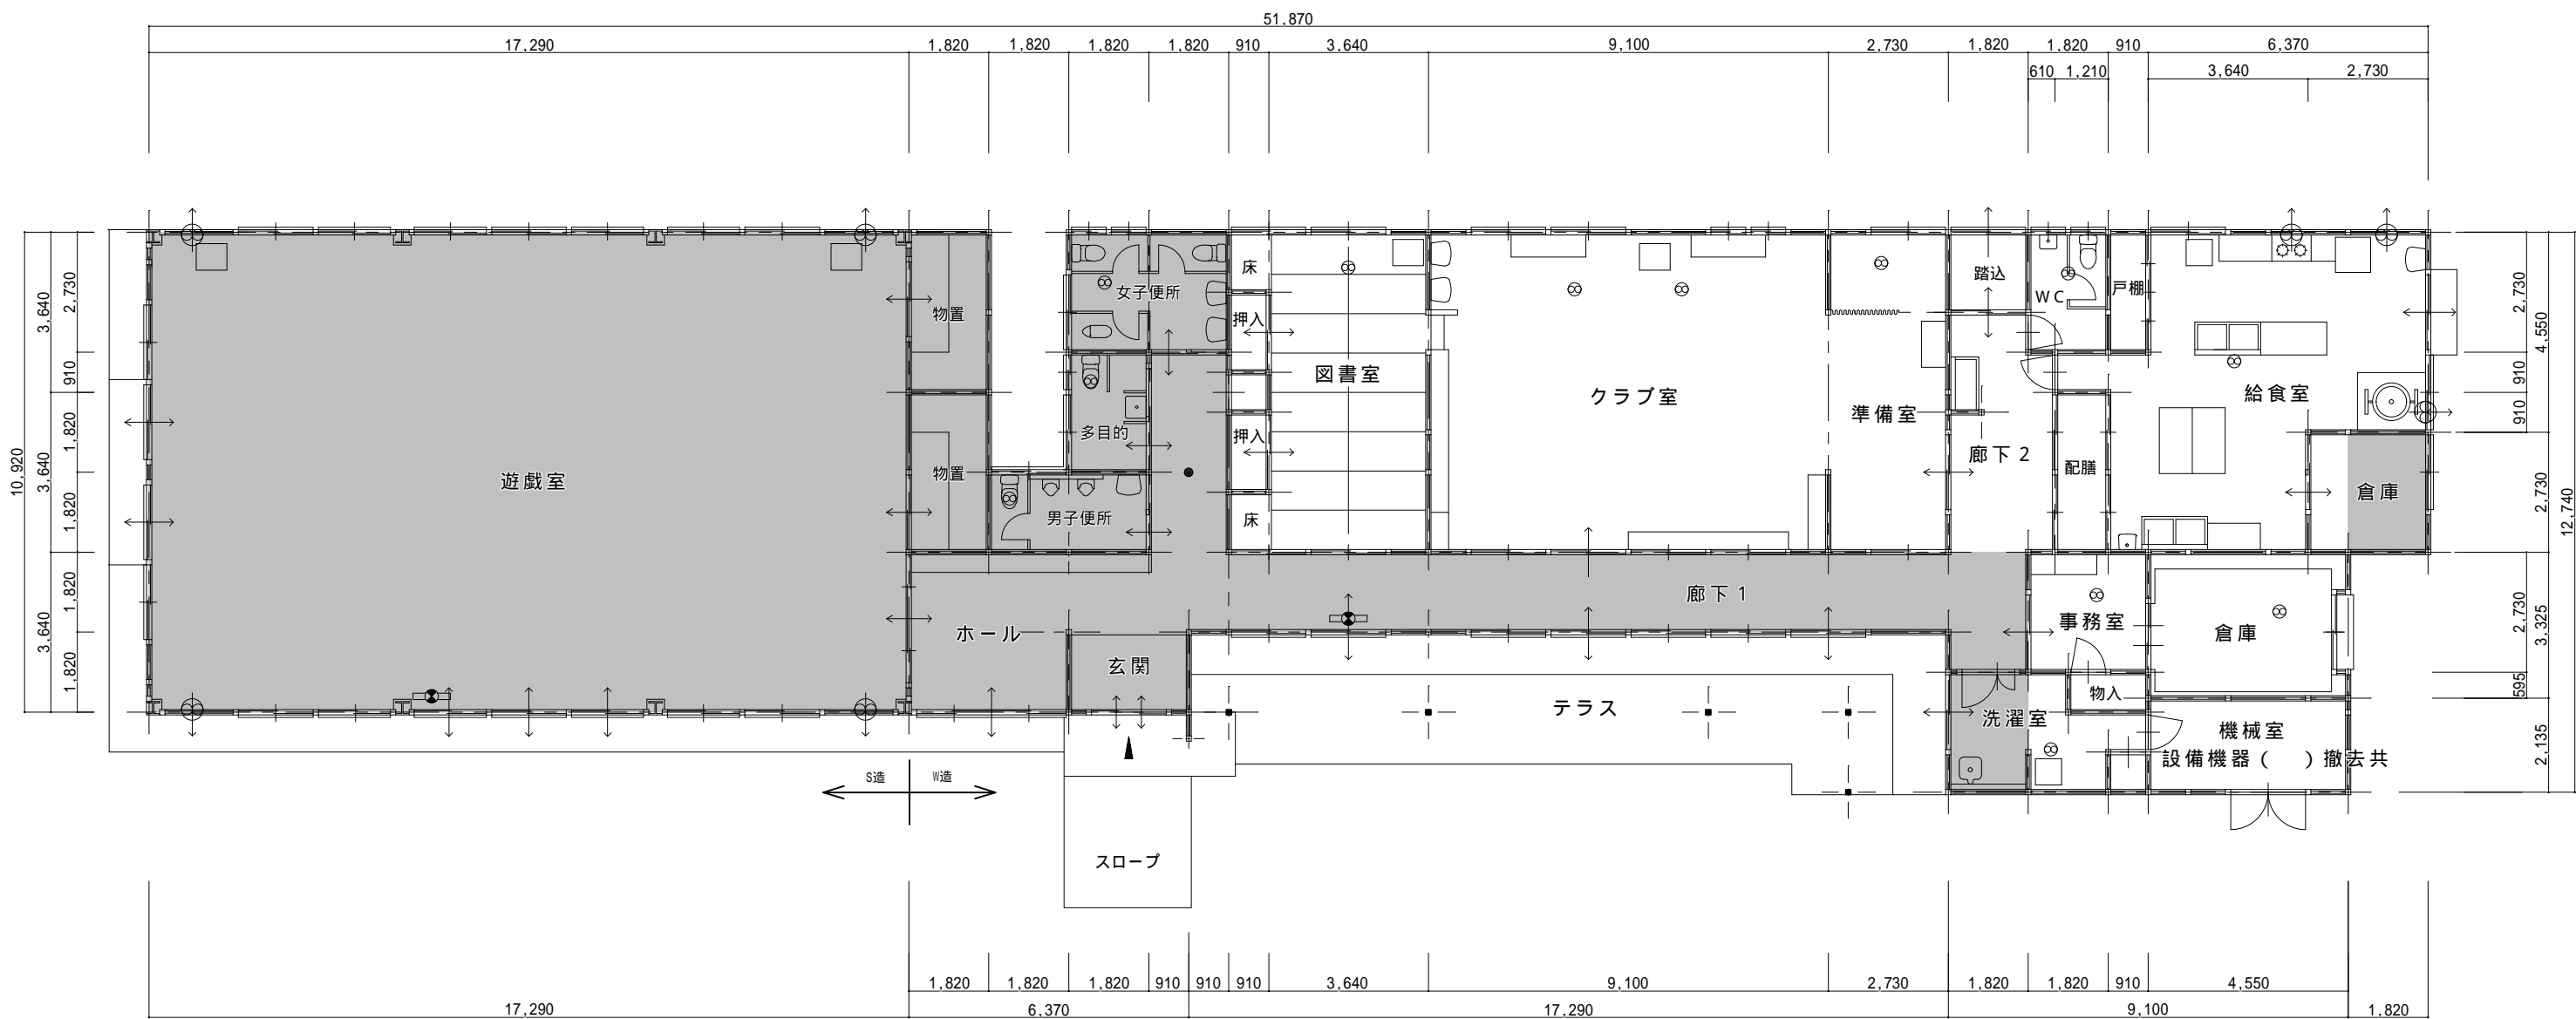 51,870
17,290 1,820 1,820 1,820 1,820 910 3,640 9,100 2,730 1,820 1,820 910 6,370
610 1,210 3,640 2,730
10,920
3,640
3,640
3,640
2,730
910
1,820
1,820
1,820
1,820
遊戯室
物置
物置
女子便所
多目的
男子便所
ホール
玄関
床
押入
押入
床
図書室
クラブ室
準備室
廊下1
踏込
WC
戸棚
廊下2
配膳
給食室
倉庫
事務室
倉庫
物入
洗濯室
機械室
設備機器(  )撤去共
テラス
S造 W造
スロープ
2,730
910
910
2,730
2,730
595
4,550
3,325
2,135
12,740
1,820 1,820 1,820 910 910 910 3,640 9,100 2,730 1,820 1,820 910 4,550
17,290 6,370 17,290 9,100 1,820